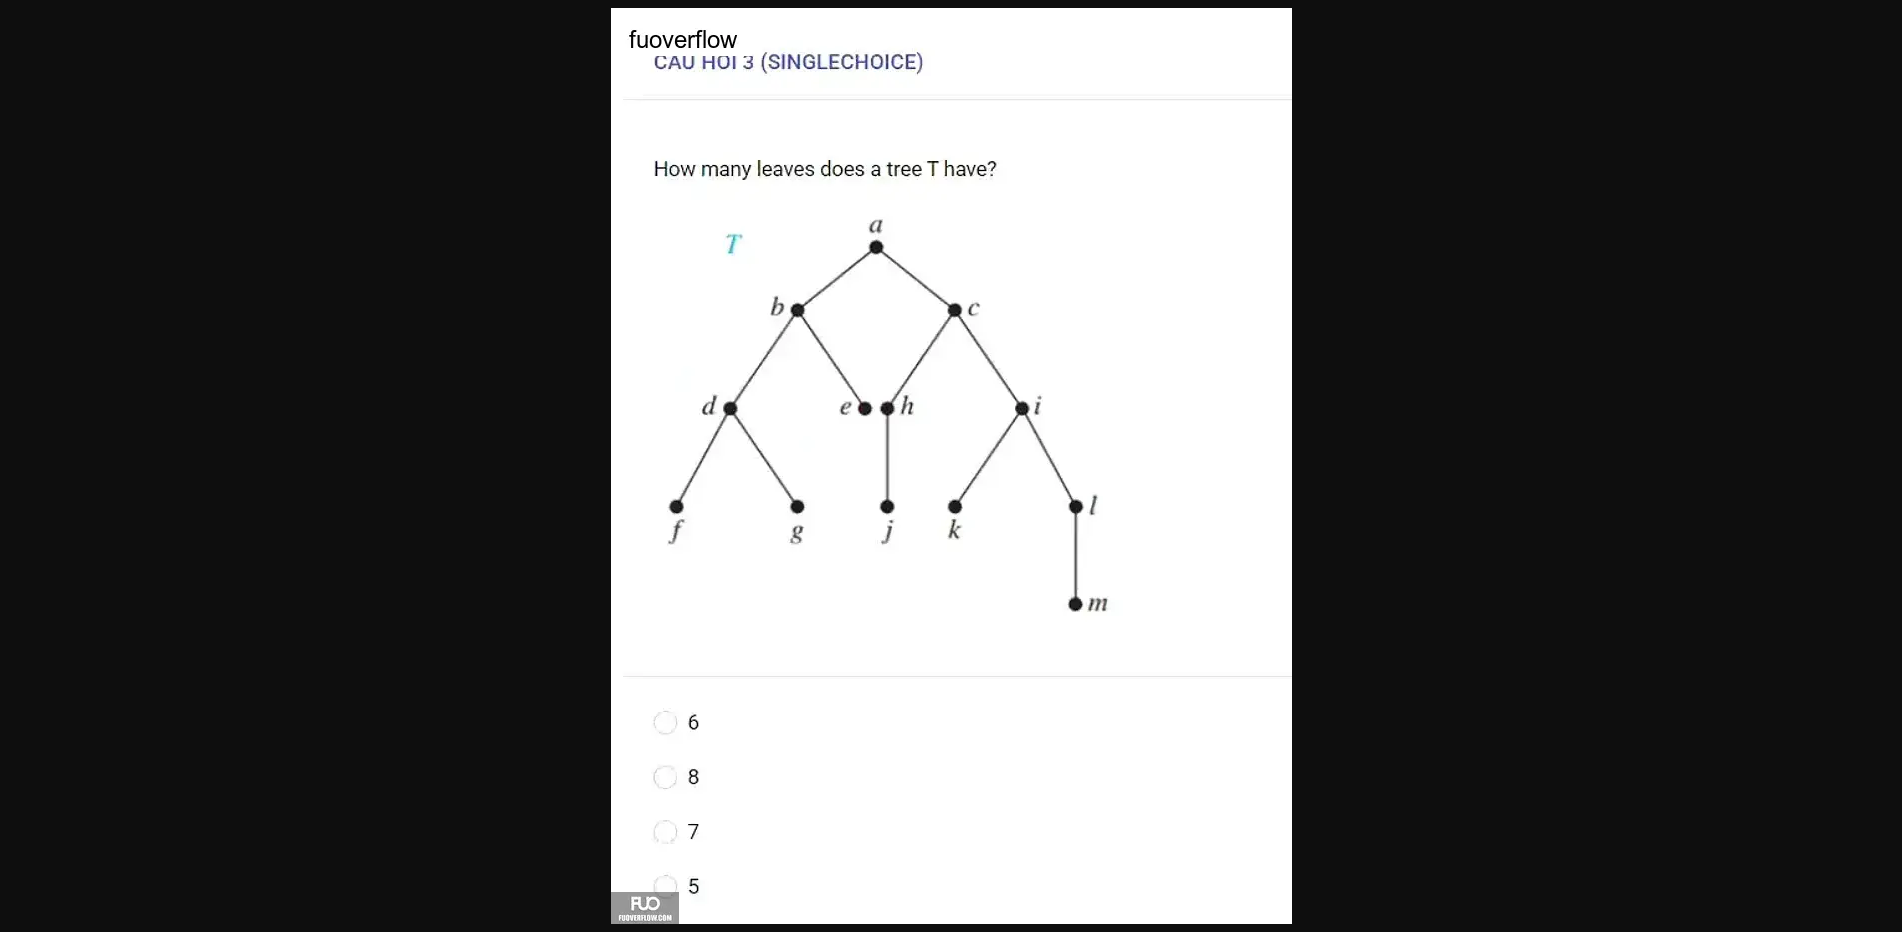 fuoverflow
CÂU HỎI 3 (SINGLECHOICE)
How many leaves does a tree T have?
a
T
b
c
d
e
h
i
f
g
j
k
l
m
6
8
7
5
FUO
FUOVERFLOW.COM